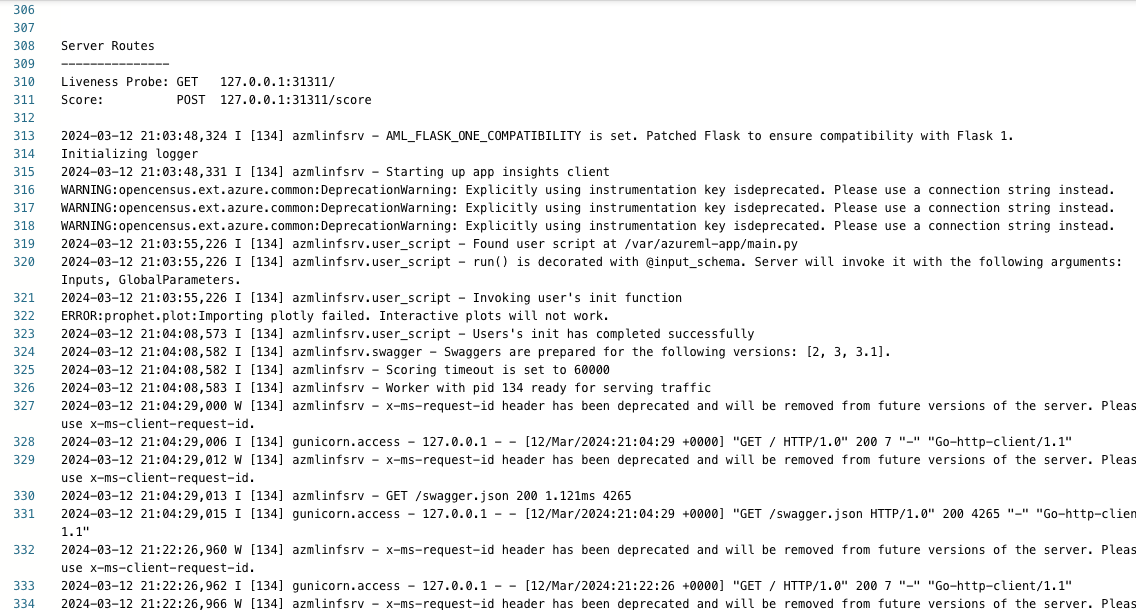 306
307
308 Server Routes
309 ---------------
310 Liveness Probe: GET   127.0.0.1:31311/
311 Score:          POST  127.0.0.1:31311/score
312
313 2024-03-12 21:03:48,324 I [134] azmlinfsrv - AML_FLASK_ONE_COMPATIBILITY is set. Patched Flask to ensure compatibility with Flask 1.
314 Initializing logger
315 2024-03-12 21:03:48,331 I [134] azmlinfsrv - Starting up app insights client
316 WARNING:opencensus.ext.azure.common:DeprecationWarning: Explicitly using instrumentation key isdeprecated. Please use a connection string instead.
317 WARNING:opencensus.ext.azure.common:DeprecationWarning: Explicitly using instrumentation key isdeprecated. Please use a connection string instead.
318 WARNING:opencensus.ext.azure.common:DeprecationWarning: Explicitly using instrumentation key isdeprecated. Please use a connection string instead.
319 2024-03-12 21:03:55,226 I [134] azmlinfsrv.user_script - Found user script at /var/azureml-app/main.py
320 2024-03-12 21:03:55,226 I [134] azmlinfsrv.user_script - run() is decorated with @input_schema. Server will invoke it with the following arguments:
Inputs, GlobalParameters.
321 2024-03-12 21:03:55,226 I [134] azmlinfsrv.user_script - Invoking user's init function
322 ERROR:prophet.plot:Importing plotly failed. Interactive plots will not work.
323 2024-03-12 21:04:08,573 I [134] azmlinfsrv.user_script - Users's init has completed successfully
324 2024-03-12 21:04:08,582 I [134] azmlinfsrv.swagger - Swaggers are prepared for the following versions: [2, 3, 3.1].
325 2024-03-12 21:04:08,582 I [134] azmlinfsrv - Scoring timeout is set to 60000
326 2024-03-12 21:04:08,583 I [134] azmlinfsrv - Worker with pid 134 ready for serving traffic
327 2024-03-12 21:04:29,000 W [134] azmlinfsrv - x-ms-request-id header has been deprecated and will be removed from future versions of the server. Pleas
use x-ms-client-request-id.
328 2024-03-12 21:04:29,006 I [134] gunicorn.access - 127.0.0.1 - - [12/Mar/2024:21:04:29 +0000] "GET / HTTP/1.0" 200 7 "-" "Go-http-client/1.1"
329 2024-03-12 21:04:29,012 W [134] azmlinfsrv - x-ms-request-id header has been deprecated and will be removed from future versions of the server. Pleas
use x-ms-client-request-id.
330 2024-03-12 21:04:29,013 I [134] azmlinfsrv - GET /swagger.json 200 1.121ms 4265
331 2024-03-12 21:04:29,015 I [134] gunicorn.access - 127.0.0.1 - - [12/Mar/2024:21:04:29 +0000] "GET /swagger.json HTTP/1.0" 200 4265 "-" "Go-http-clien
1.1"
332 2024-03-12 21:22:26,960 W [134] azmlinfsrv - x-ms-request-id header has been deprecated and will be removed from future versions of the server. Pleas
use x-ms-client-request-id.
333 2024-03-12 21:22:26,962 I [134] gunicorn.access - 127.0.0.1 - - [12/Mar/2024:21:22:26 +0000] "GET / HTTP/1.0" 200 7 "-" "Go-http-client/1.1"
334 2024-03-12 21:22:26,966 W [134] azmlinfsrv - x-ms-request-id header has been deprecated and will be removed from future versions of the server. Pleas